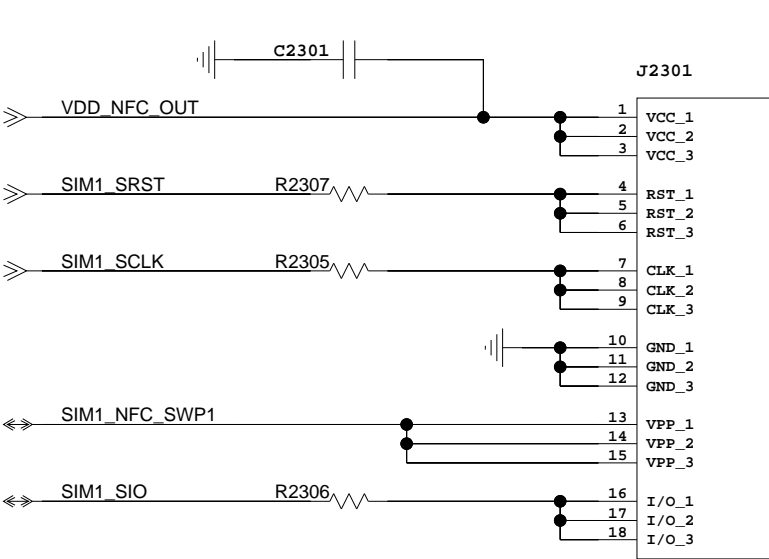 C2301
J2301
VDD_NFC_OUT 1 VCC_1
2 VCC_2
3 VCC_3
SIM1_SRST R2307 4 RST_1
5 RST_2
6 RST_3
SIM1_SCLK R2305 7 CLK_1
8 CLK_2
9 CLK_3
10 GND_1
11 GND_2
12 GND_3
SIM1_NFC_SWP1 13 VPP_1
14 VPP_2
15 VPP_3
SIM1_SIO R2306 16 I/O_1
17 I/O_2
18 I/O_3